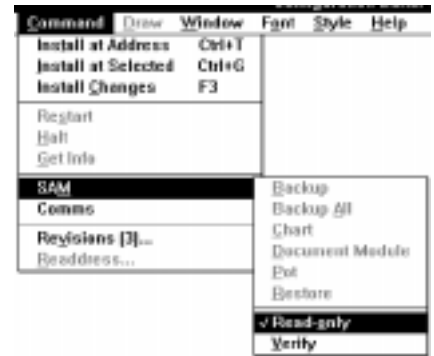 Command Draw Window Font Style Help
Install at Address Ctrl+T
Install at Selected Ctrl+G
Install Changes F3
Restart
Halt
Get Info
SAM
Comms
Revisions [3]...
Readdress...
Backup
Backup All
Chart
Document Module
Pot
Restore
✓ Read-only
Verify